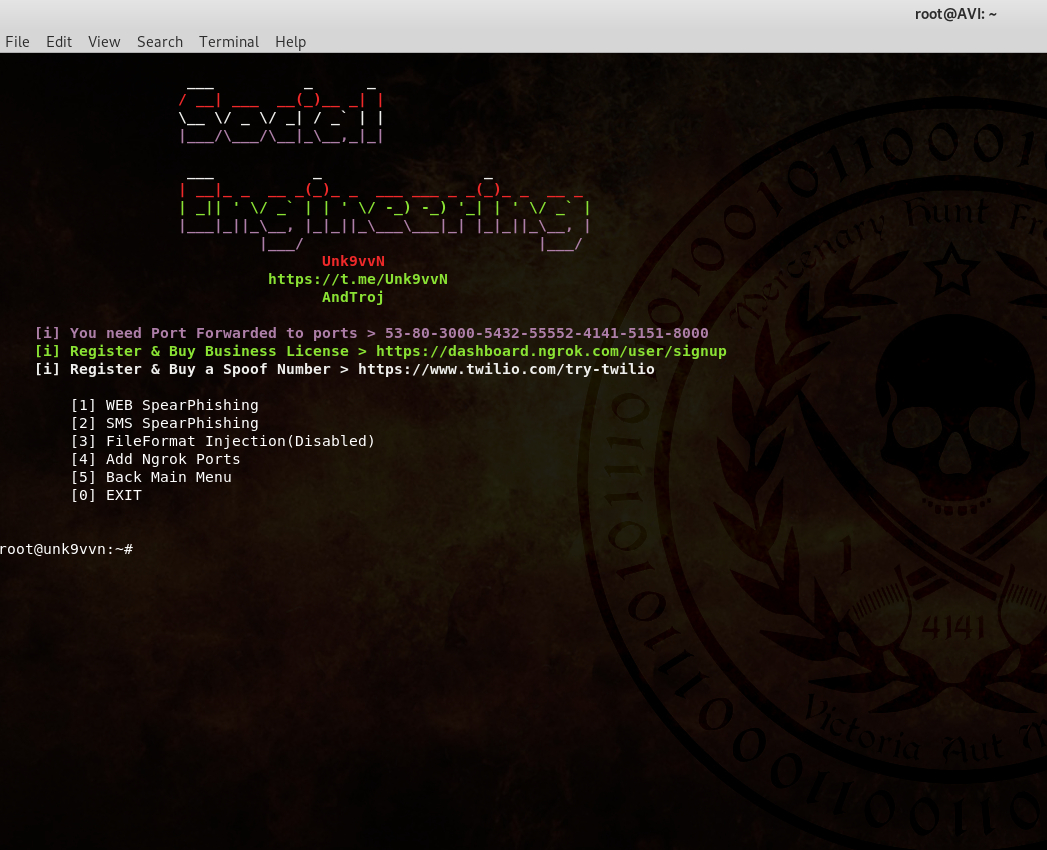 root@AVI: ~
File Edit View Search Terminal Help
Social
Engineering
Unk9vvN
https://t.me/Unk9vvN
AndTroj
[i] You need Port Forwarded to ports > 53-80-3000-5432-55552-4141-5151-8000
[i] Register & Buy Business License > https://dashboard.ngrok.com/user/signup
[i] Register & Buy a Spoof Number > https://www.twilio.com/try-twilio
[1] WEB SpearPhishing
[2] SMS SpearPhishing
[3] FileFormat Injection(Disabled)
[4] Add Ngrok Ports
[5] Back Main Menu
[0] EXIT
root@unk9vvn:~#
Mercenary Hunt
4141
Victoria Aut